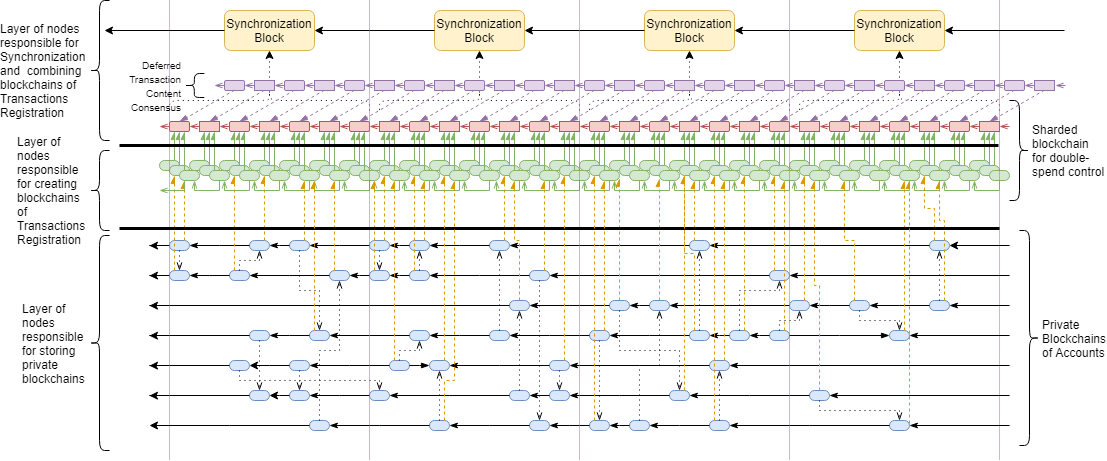 Layer of nodes
responsible for
Synchronization
and combining
blockchains of
Transactions
Registration
Synchronization
Block
Synchronization
Block
Synchronization
Block
Synchronization
Block
Deferred
Transaction
Content
Consensus
Layer of
nodes
responsible
for creating
blockchains
of
Transactions
Registration
Sharded
blockchain
for double-
spend control
Layer of
nodes
responsible
for storing
private
blockchains
Private
Blockchains
of Accounts